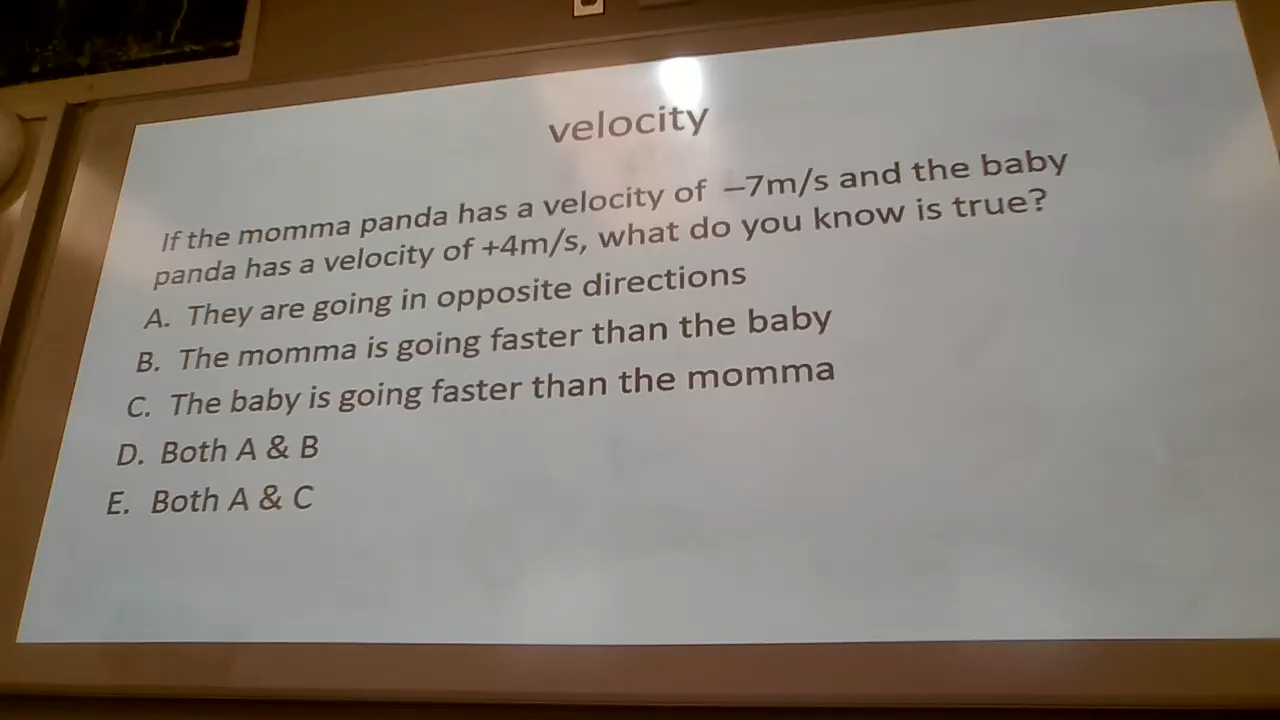 velocity
If the momma panda has a velocity of –7m/s and the baby
panda has a velocity of +4m/s, what do you know is true?
A. They are going in opposite directions
B. The momma is going faster than the baby
C. The baby is going faster than the momma
D. Both A & B
E. Both A & C